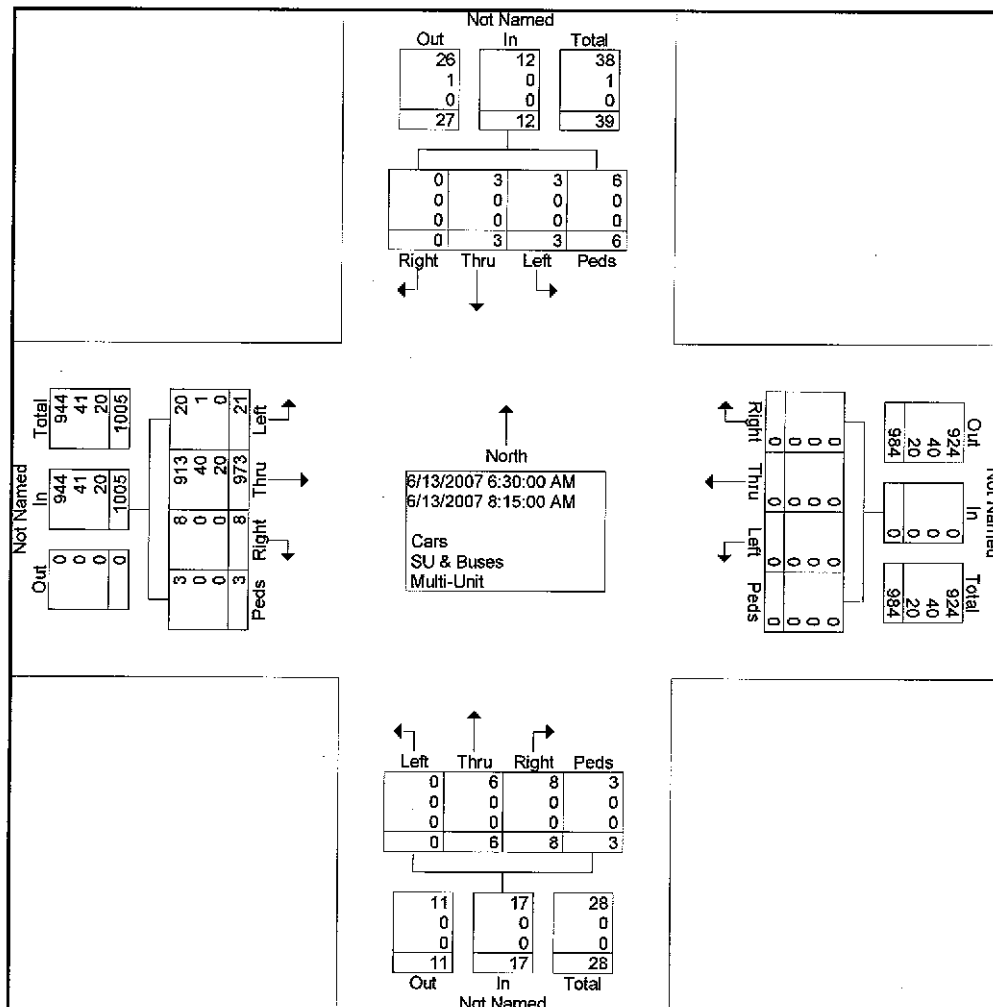 Not Named
Out In Total
26 12 38
1 0 1
0 0 0
27 12 39
0 3 3 6
0 0 0 0
0 0 0 0
0 3 3 6
Right Thru Left Peds
Not Named
Total
944
41
20
1005
In
944
41
20
1005
Out
0
0
0
0
20
1
0
21
Left
913
40
20
973
Thru
8
0
0
8
Right
3
0
0
3
Peds
North
6/13/2007 6:30:00 AM
6/13/2007 8:15:00 AM
Cars
SU & Buses
Multi-Unit
Right
0
0
0
0
Thru
0
0
0
0
Left
0
0
0
0
Peds
0
0
0
0
Not Named
Out
924
40
20
984
In
0
0
0
0
Total
924
40
20
984
Left Thru Right Peds
0 6 8 3
0 0 0 0
0 0 0 0
0 6 8 3
11 17 28
0 0 0
0 0 0
11 17 28
Out In Total
Not Named